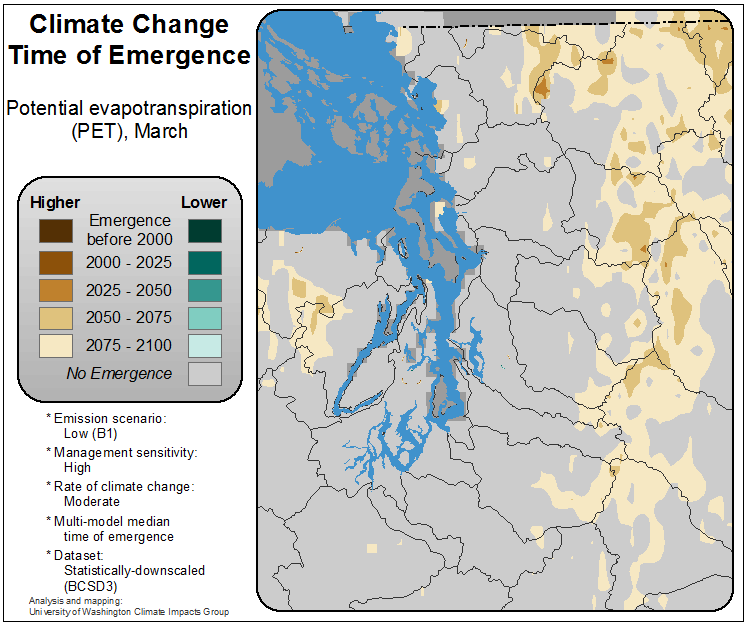 Climate Change
Time of Emergence
Potential evapotranspiration
(PET), March
Higher
Lower
Emergence
before 2000
2000 - 2025
2025 - 2050
2050 - 2075
2075 - 2100
No Emergence
* Emission scenario:
Low (B1)
* Management sensitivity:
High
* Rate of climate change:
Moderate
* Multi-model median
time of emergence
* Dataset:
Statistically-downscaled
(BCSD3)
Analysis and mapping:
University of Washington Climate Impacts Group